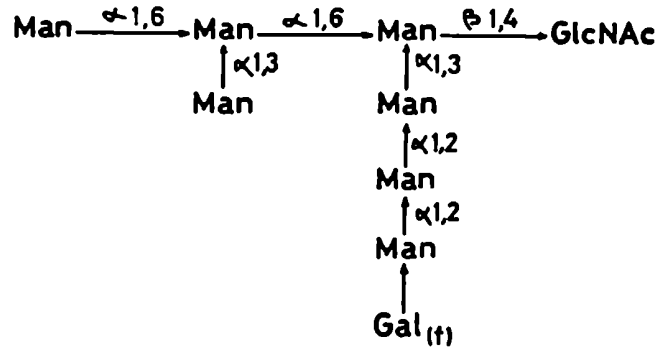 α1,6 α1,6 β1,4
Man Man Man GlcNAc
α1,3 α1,3
Man Man
α1,2
Man
α1,2
Man
Gal(f)